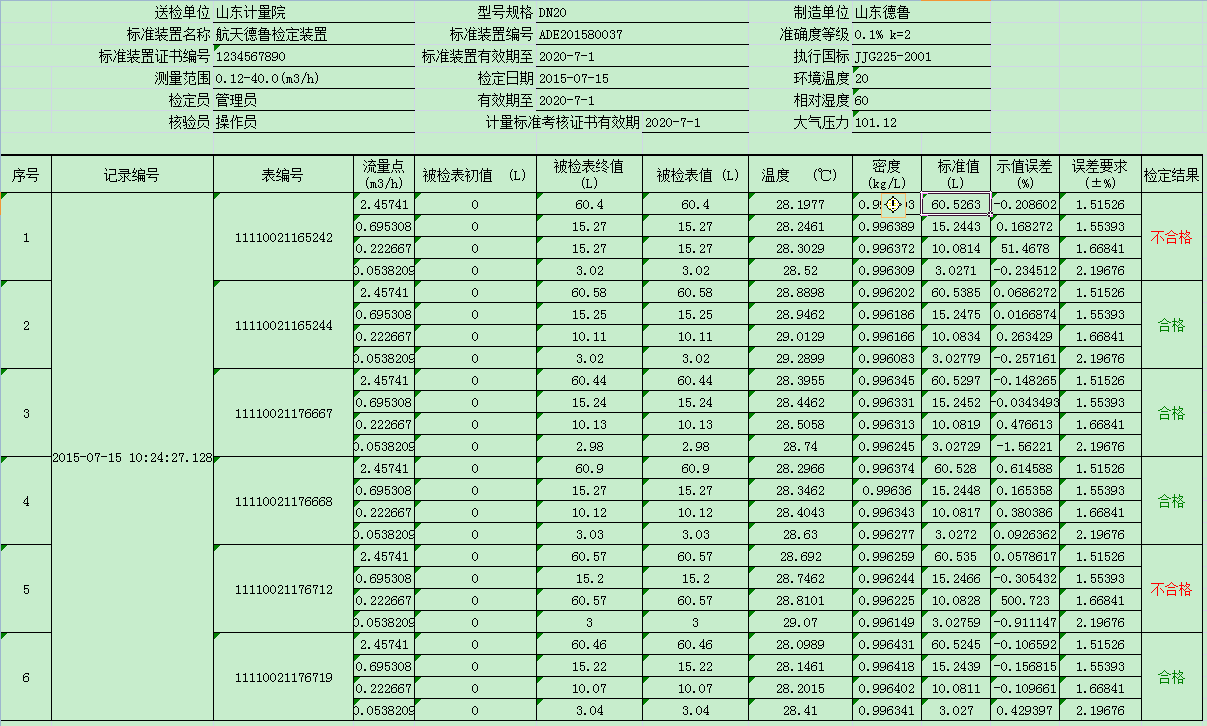 送检单位 山东计量院 型号规格 DN20 制造单位 山东德鲁
标准装置名称 航天德鲁检定装置 标准装置编号 ADE201580037 准确度等级 0.1% k=2
标准装置证书编号 1234567890 标准装置有效期至 2020-7-1 执行国标 JJG225-2001
测量范围 0.12-40.0(m3/h) 检定日期 2015-07-15 环境温度 20
检定员 管理员 有效期至 2020-7-1 相对湿度 60
核验员 操作员 计量标准考核证书有效期 2020-7-1 大气压力 101.12
序号 记录编号 表编号 流量点 (m3/h) 被检表初值 (L) 被检表终值 (L) 被检表值 (L) 温度 (℃) 密度 (kg/L) 标准值 (L) 示值误差 (%) 误差要求 (±%) 检定结果
2.45741 0 60.4 60.4 28.1977 60.5263 -0.208602 1.51526
0.695308 0 15.27 15.27 28.2461 0.996389 15.2443 0.168272 1.55393
1 11100021165242 不合格
0.222667 0 15.27 15.27 28.3029 0.996372 10.0814 51.4678 1.66841
0.0538209 0 3.02 3.02 28.52 0.996309 3.0271 -0.234512 2.19676
2.45741 0 60.58 60.58 28.8898 0.996202 60.5385 0.0686272 1.51526
0.695308 0 15.25 15.25 28.9462 0.996186 15.2475 0.0166874 1.55393
2 11100021165244 合格
0.222667 0 10.11 10.11 29.0129 0.996166 10.0834 0.263429 1.66841
0.0538209 0 3.02 3.02 29.2899 0.996083 3.02779 -0.257161 2.19676
2.45741 0 60.44 60.44 28.3955 0.996345 60.5297 -0.148265 1.51526
0.695308 0 15.24 15.24 28.4462 0.996331 15.2452 -0.0343493 1.55393
3 11100021176667 合格
0.222667 0 10.13 10.13 28.5058 0.996313 10.0819 0.476613 1.66841
0.0538209 0 2.98 2.98 28.74 0.996245 3.02729 -1.56221 2.19676
2015-07-15 10:24:27.128
2.45741 0 60.9 60.9 28.2966 0.996374 60.528 0.614588 1.51526
0.695308 0 15.27 15.27 28.3462 0.99636 15.2448 0.165358 1.55393
4 11100021176668 合格
0.222667 0 10.12 10.12 28.4043 0.996343 10.0817 0.380386 1.66841
0.0538209 0 3.03 3.03 28.63 0.996277 3.0272 0.0926362 2.19676
2.45741 0 60.57 60.57 28.692 0.996259 60.535 0.0578617 1.51526
0.695308 0 15.2 15.2 28.7462 0.996244 15.2466 -0.305432 1.55393
5 11100021176712 不合格
0.222667 0 60.57 60.57 28.8101 0.996225 10.0828 500.723 1.66841
0.0538209 0 3 3 29.07 0.996149 3.02759 -0.911147 2.19676
2.45741 0 60.46 60.46 28.0989 0.996431 60.5245 -0.106592 1.51526
0.695308 0 15.22 15.22 28.1461 0.996418 15.2439 -0.156815 1.55393
6 11100021176719 合格
0.222667 0 10.07 10.07 28.2015 0.996402 10.0811 -0.109661 1.66841
0.0538209 0 3.04 3.04 28.41 0.996341 3.027 0.429397 2.19676